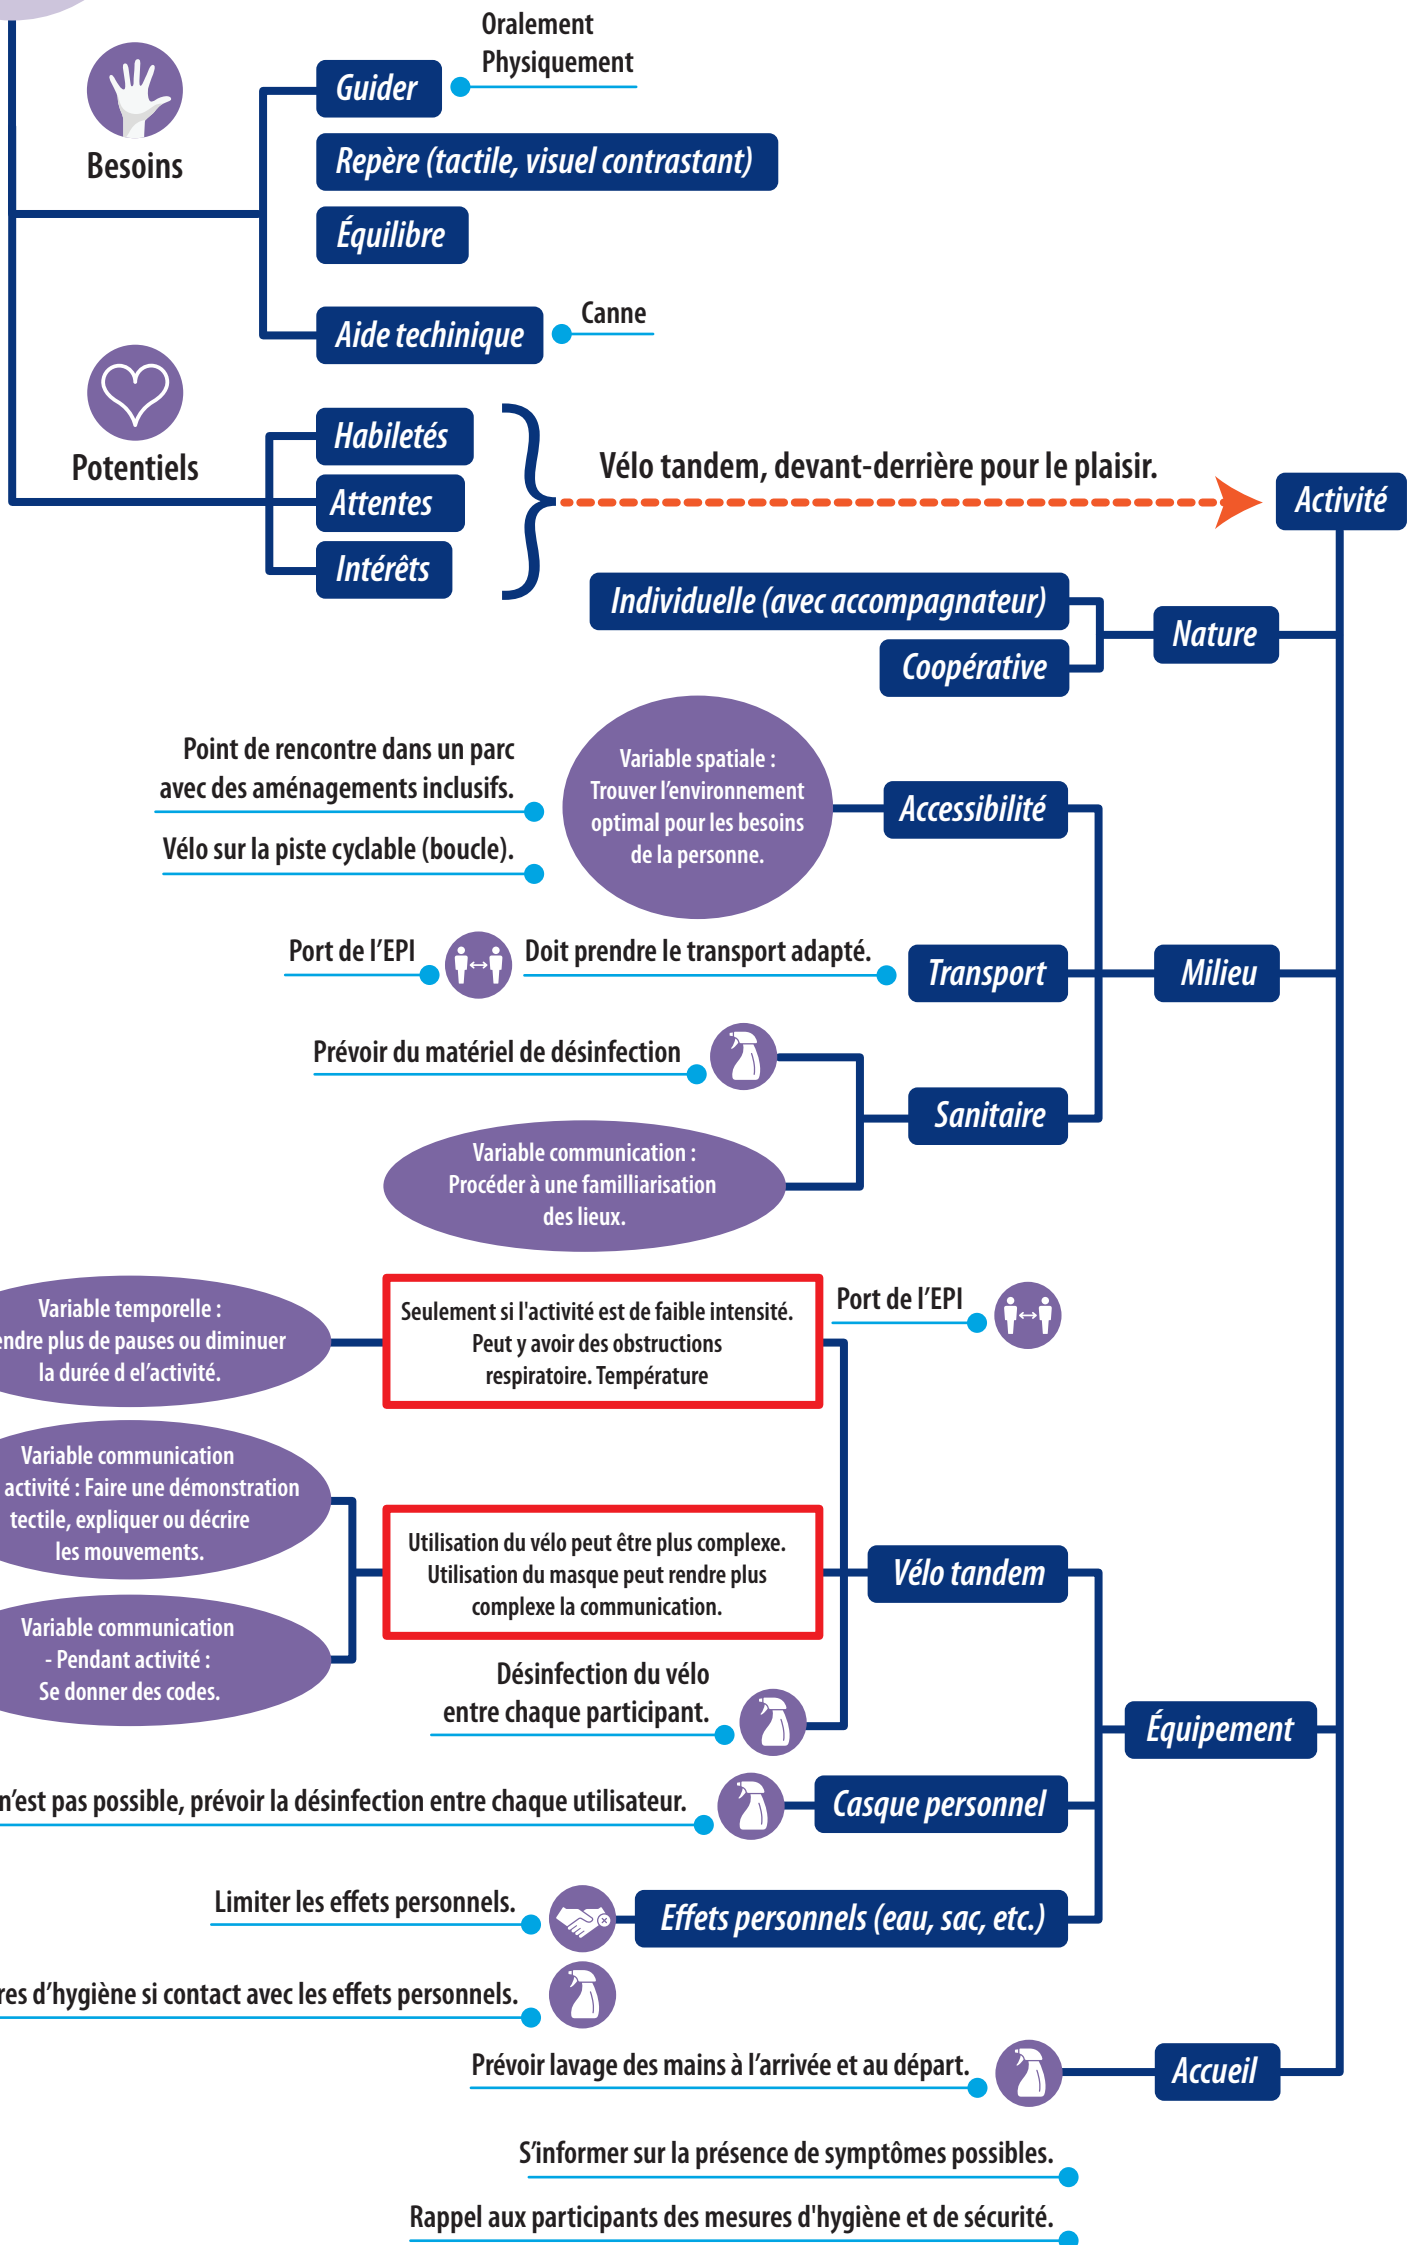 Oralement
Physiquement
Guider
Besoins
Repère (tactile, visuel contrastant)
Équilibre
Canne
Aide techinique
Potentiels
Habiletés
Attentes
Intérêts
Vélo tandem, devant-derrière pour le plaisir.
Activité
Individuelle (avec accompagnateur)
Coopérative
Nature
Point de rencontre dans un parc
avec des aménagements inclusifs.
Vélo sur la piste cyclable (boucle).
Variable spatiale :
Trouver l'environnement
optimal pour les besoins
de la personne.
Accessibilité
Port de l'EPI
Doit prendre le transport adapté.
Transport
Milieu
Prévoir du matériel de désinfection
Sanitaire
Variable communication :
Procéder à une familliarisation
des lieux.
Variable temporelle :
endre plus de pauses ou diminuer
la durée d el'activité.
Seulement si l'activité est de faible intensité.
Peut y avoir des obstructions
respiratoire. Température
Port de l'EPI
Variable communication
activité : Faire une démonstration
tectile, expliquer ou décrire
les mouvements.
Utilisation du vélo peut être plus complexe.
Utilisation du masque peut rendre plus
complexe la communication.
Vélo tandem
Variable communication
- Pendant activité :
Se donner des codes.
Désinfection du vélo
entre chaque participant.
Équipement
n'est pas possible, prévoir la désinfection entre chaque utilisateur.
Casque personnel
Limiter les effets personnels.
Effets personnels (eau, sac, etc.)
res d'hygiène si contact avec les effets personnels.
Prévoir lavage des mains à l'arrivée et au départ.
Accueil
S'informer sur la présence de symptômes possibles.
Rappel aux participants des mesures d'hygiène et de sécurité.